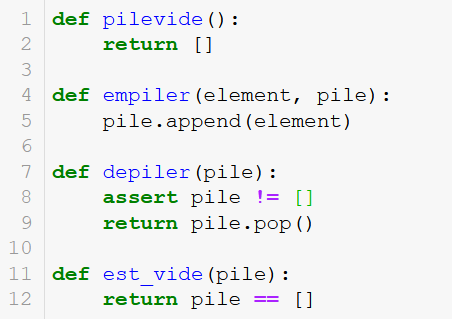 1 def pilevide():
2     return []
3
4 def empiler(element, pile):
5     pile.append(element)
6
7 def depiler(pile):
8     assert pile != []
9     return pile.pop()
10
11 def est_vide(pile):
12     return pile == []